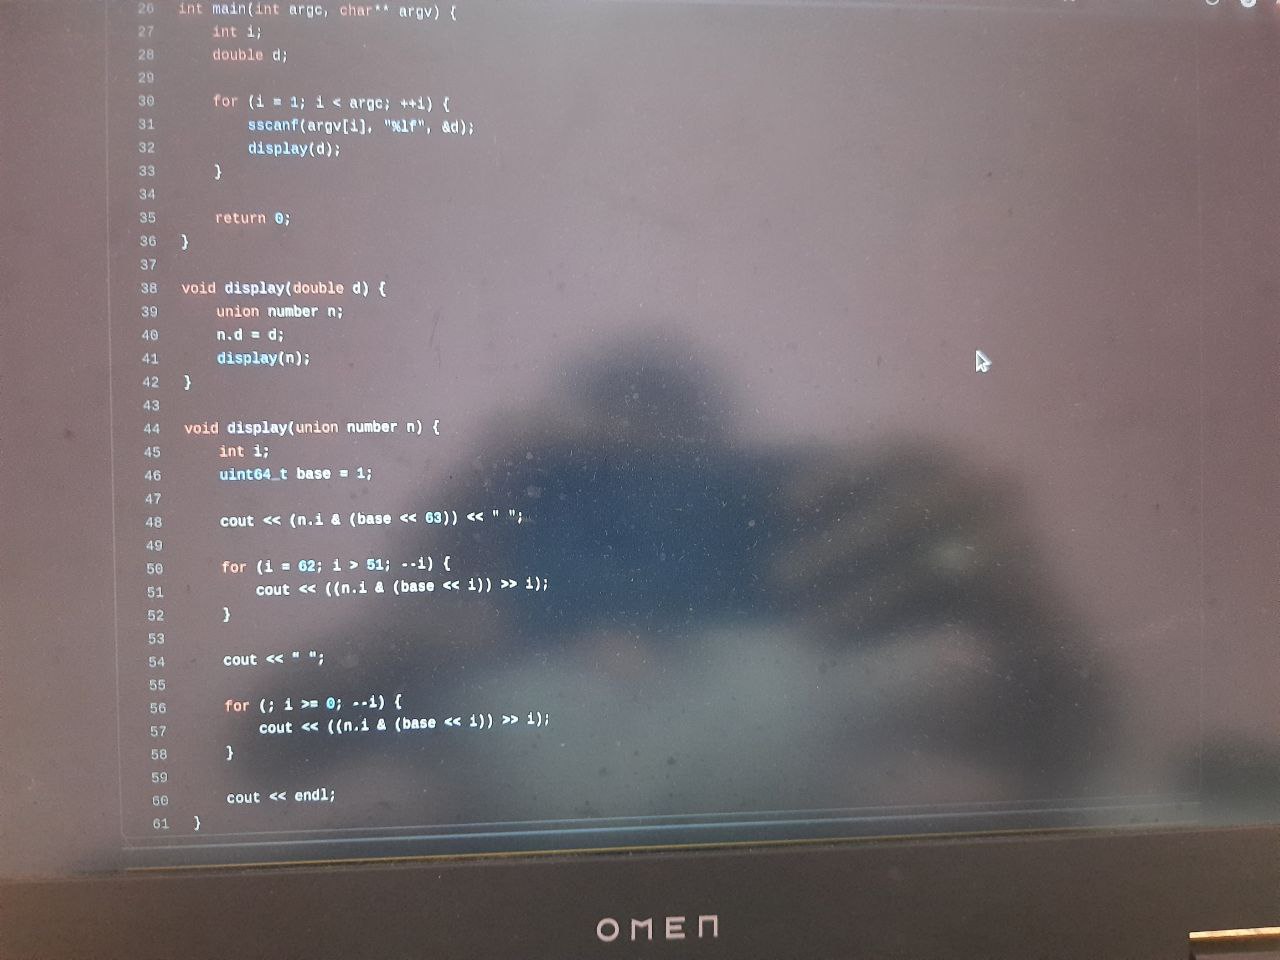 26 int main(int argc, char** argv) {
27 int i;
28 double d;
29
30 for (i = 1; i < argc; ++i) {
31 sscanf(argv[i], "%lf", &d);
32 display(d);
33 }
34
35 return 0;
36 }
37
38 void display(double d) {
39 union number n;
40 n.d = d;
41 display(n);
42 }
43
44 void display(union number n) {
45 int i;
46 uint64_t base = 1;
47
48 cout << (n.i & (base << 63)) << " ";
49
50 for (i = 62; i > 51; --i) {
51 cout << ((n.i & (base << i)) >> i);
52 }
53
54 cout << " ";
55
56 for (; i >= 0; --i) {
57 cout << ((n.i & (base << i)) >> i);
58 }
59
60 cout << endl;
61 }
OMEN